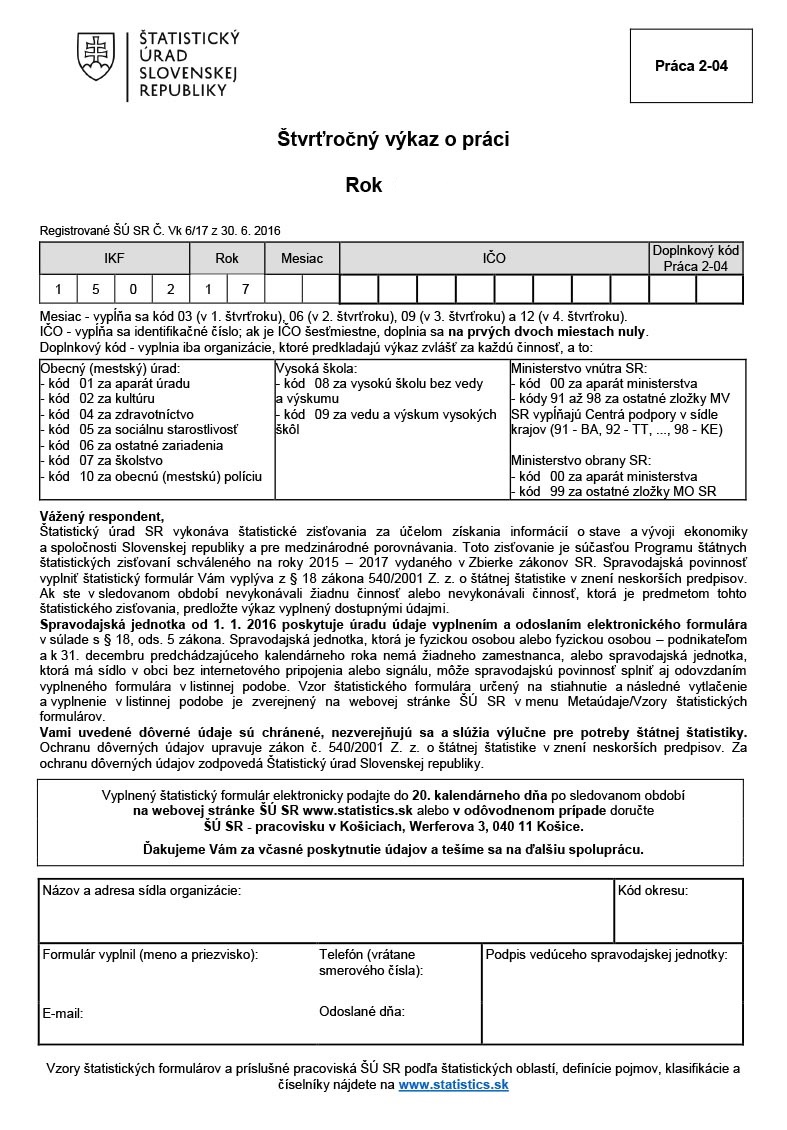 ŠTATISTICKÝ
ÚRAD
SLOVENSKEJ
REPUBLIKY
Práca 2-04
Štvrťročný výkaz o práci
Rok
Registrované ŠÚ SR Č. Vk 6/17 z 30. 6. 2016
IKF Rok Mesiac IČO Doplnkový kód
Práca 2-04
1 5 0 2 1 7
Mesiac - vypĺňa sa kód 03 (v 1. štvrťroku), 06 (v 2. štvrťroku), 09 (v 3. štvrťroku) a 12 (v 4. štvrťroku).
IČO - vypĺňa sa identifikačné číslo; ak je IČO šesťmiestne, doplnia sa na prvých dvoch miestach nuly.
Doplnkový kód - vyplnia iba organizácie, ktoré predkladajú výkaz zvlášť za každú činnosť, a to:
Obecný (mestský) úrad:
- kód 01 za aparát úradu
- kód 02 za kultúru
- kód 04 za zdravotníctvo
- kód 05 za sociálnu starostlivosť
- kód 06 za ostatné zariadenia
- kód 07 za školstvo
- kód 10 za obecnú (mestskú) políciu
Vysoká škola:
- kód 08 za vysokú školu bez vedy
a výskumu
- kód 09 za vedu a výskum vysokých
škôl
Ministerstvo vnútra SR:
- kód 00 za aparát ministerstva
- kódy 91 až 98 za ostatné zložky MV
SR vypĺňajú Centrá podpory v sídle
krajov (91 - BA, 92 - TT, ..., 98 - KE)
Ministerstvo obrany SR:
- kód 00 za aparát ministerstva
- kód 99 za ostatné zložky MO SR
Vážený respondent,
Štatistický úrad SR vykonáva štatistické zisťovania za účelom získania informácií o stave a vývoji ekonomiky
a spoločnosti Slovenskej republiky a pre medzinárodné porovnávania. Toto zisťovanie je súčasťou Programu štátnych
štatistických zisťovaní schváleného na roky 2015 – 2017 vydaného v Zbierke zákonov SR. Spravodajská povinnosť
vyplniť štatistický formulár Vám vyplýva z § 18 zákona 540/2001 Z. z. o štátnej štatistike v znení neskorších predpisov.
Ak ste v sledovanom období nevykonávali žiadnu činnosť alebo nevykonávali činnosť, ktorá je predmetom tohto
štatistického zisťovania, predložte výkaz vyplnený dostupnými údajmi.
Spravodajská jednotka od 1. 1. 2016 poskytuje úradu údaje vyplnením a odoslaním elektronického formulára
v súlade s § 18, ods. 5 zákona. Spravodajská jednotka, ktorá je fyzickou osobou alebo fyzickou osobou – podnikateľom
a k 31. decembru predchádzajúceho kalendárneho roka nemá žiadneho zamestnanca, alebo spravodajská jednotka,
ktorá má sídlo v obci bez internetového pripojenia alebo signálu, môže spravodajskú povinnosť splniť aj odovzdaním
vyplneného formulára v listinnej podobe. Vzor štatistického formulára určený na stiahnutie a následné vytlačenie
a vyplnenie v listinnej podobe je zverejnený na webovej stránke ŠÚ SR v menu Metaúdaje/Vzory štatistických
formulárov.
Vami uvedené dôverné údaje sú chránené, nezverejňujú sa a slúžia výlučne pre potreby štátnej štatistiky.
Ochranu dôverných údajov upravuje zákon č. 540/2001 Z. z. o štátnej štatistike v znení neskorších predpisov. Za
ochranu dôverných údajov zodpovedá Štatistický úrad Slovenskej republiky.
Vyplnený štatistický formulár elektronicky podajte do 20. kalendárneho dňa po sledovanom období
na webovej stránke ŠÚ SR www.statistics.sk alebo v odôvodnenom prípade doručte
ŠÚ SR - pracovisku v Košiciach, Werferova 3, 040 11 Košice.
Ďakujeme Vám za včasné poskytnutie údajov a tešíme sa na ďalšiu spoluprácu.
Názov a adresa sídla organizácie:
Kód okresu:
Formulár vyplnil (meno a priezvisko):
Telefón (vrátane
smerového čísla):
Podpis vedúceho spravodajskej jednotky:
E-mail:
Odoslané dňa:
Vzory štatistických formulárov a príslušné pracoviská ŠÚ SR podľa štatistických oblastí, definície pojmov, klasifikácie a
číselníky nájdete na www.statistics.sk